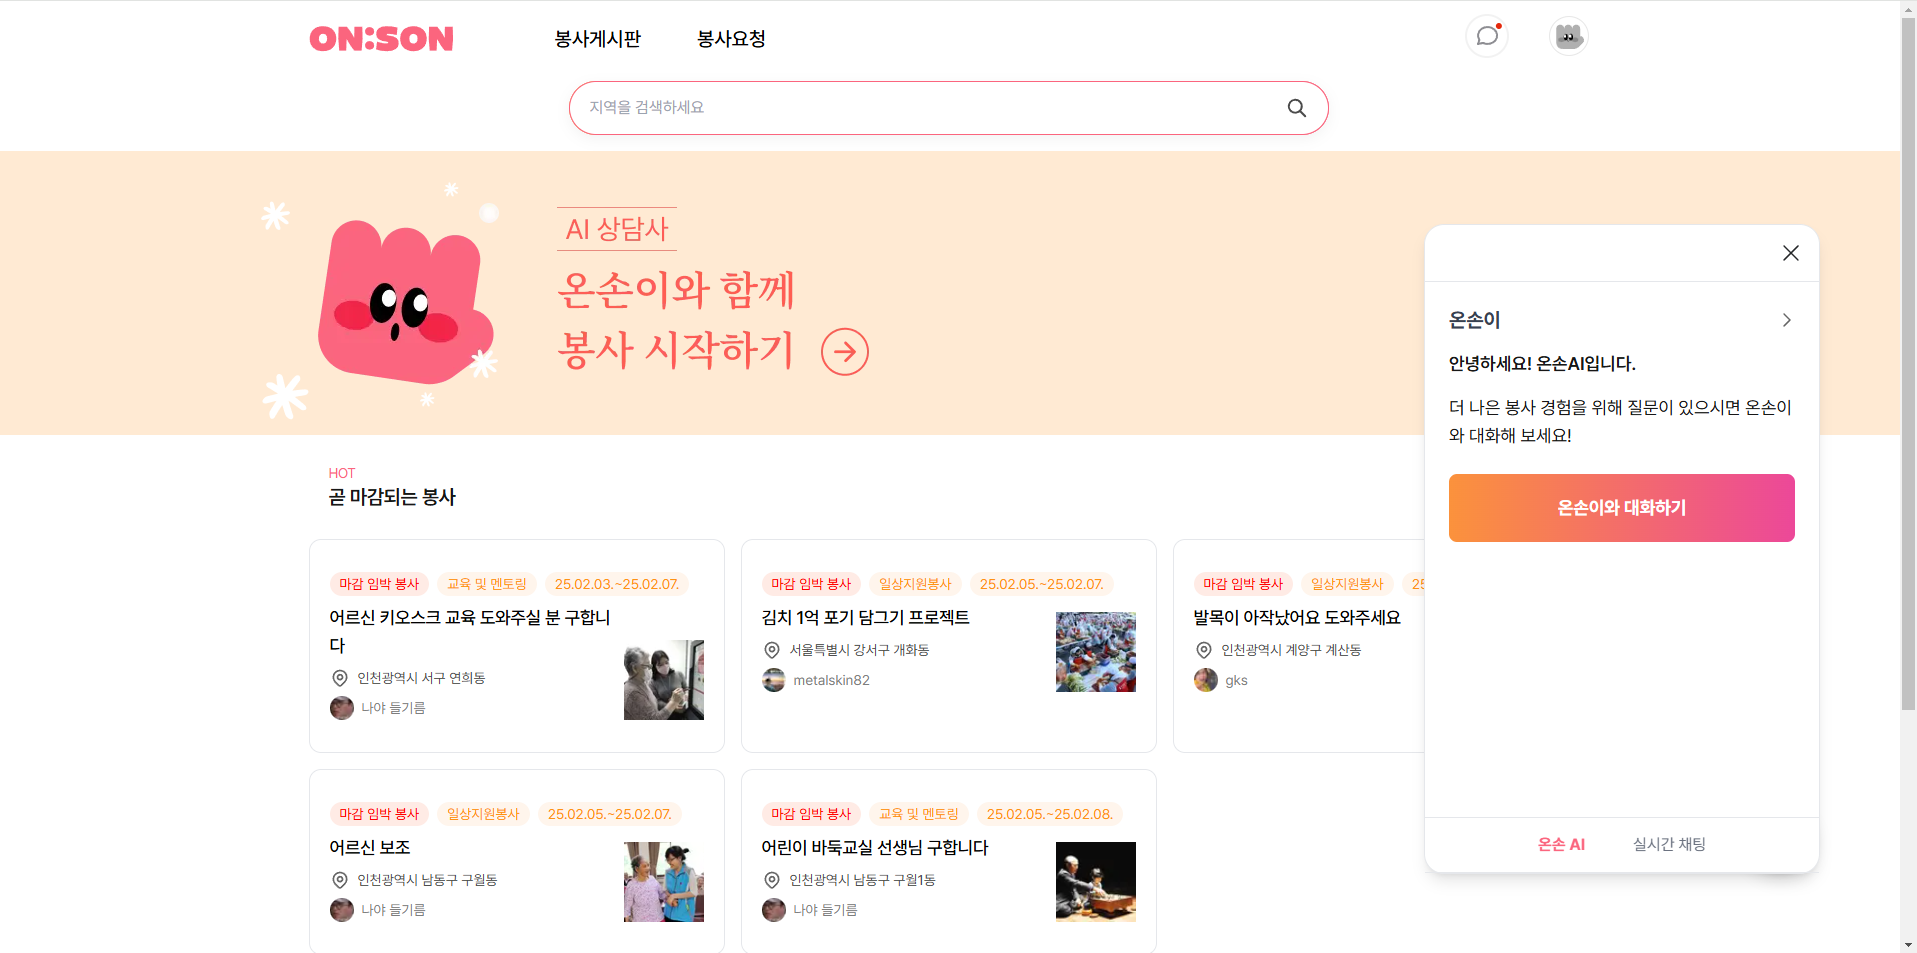 ON:SON
봉사게시판
봉사요청
지역을 검색하세요
AI 상담사
온손이와 함께
봉사 시작하기
HOT
곧 마감되는 봉사
마감 임박 봉사
교육 및 멘토링
25.02.03.~25.02.07.
어르신 키오스크 교육 도와주실 분 구합니
다
인천광역시 서구 연희동
나야 들기름
마감 임박 봉사
일상지원봉사
25.02.05.~25.02.07.
김치 1억 포기 담그기 프로젝트
서울특별시 강서구 개화동
metalskin82
마감 임박 봉사
일상지원봉사
25
발목이 아작났어요 도와주세요
인천광역시 계양구 계산동
gks
마감 임박 봉사
일상지원봉사
25.02.05.~25.02.07.
어르신 보조
인천광역시 남동구 구월동
나야 들기름
마감 임박 봉사
교육 및 멘토링
25.02.05.~25.02.08.
어린이 바둑교실 선생님 구합니다
인천광역시 남동구 구월1동
나야 들기름
온손이
안녕하세요! 온손AI입니다.
더 나은 봉사 경험을 위해 질문이 있으시면 온손이
와 대화해 보세요!
온손이와 대화하기
온손 AI
실시간 채팅